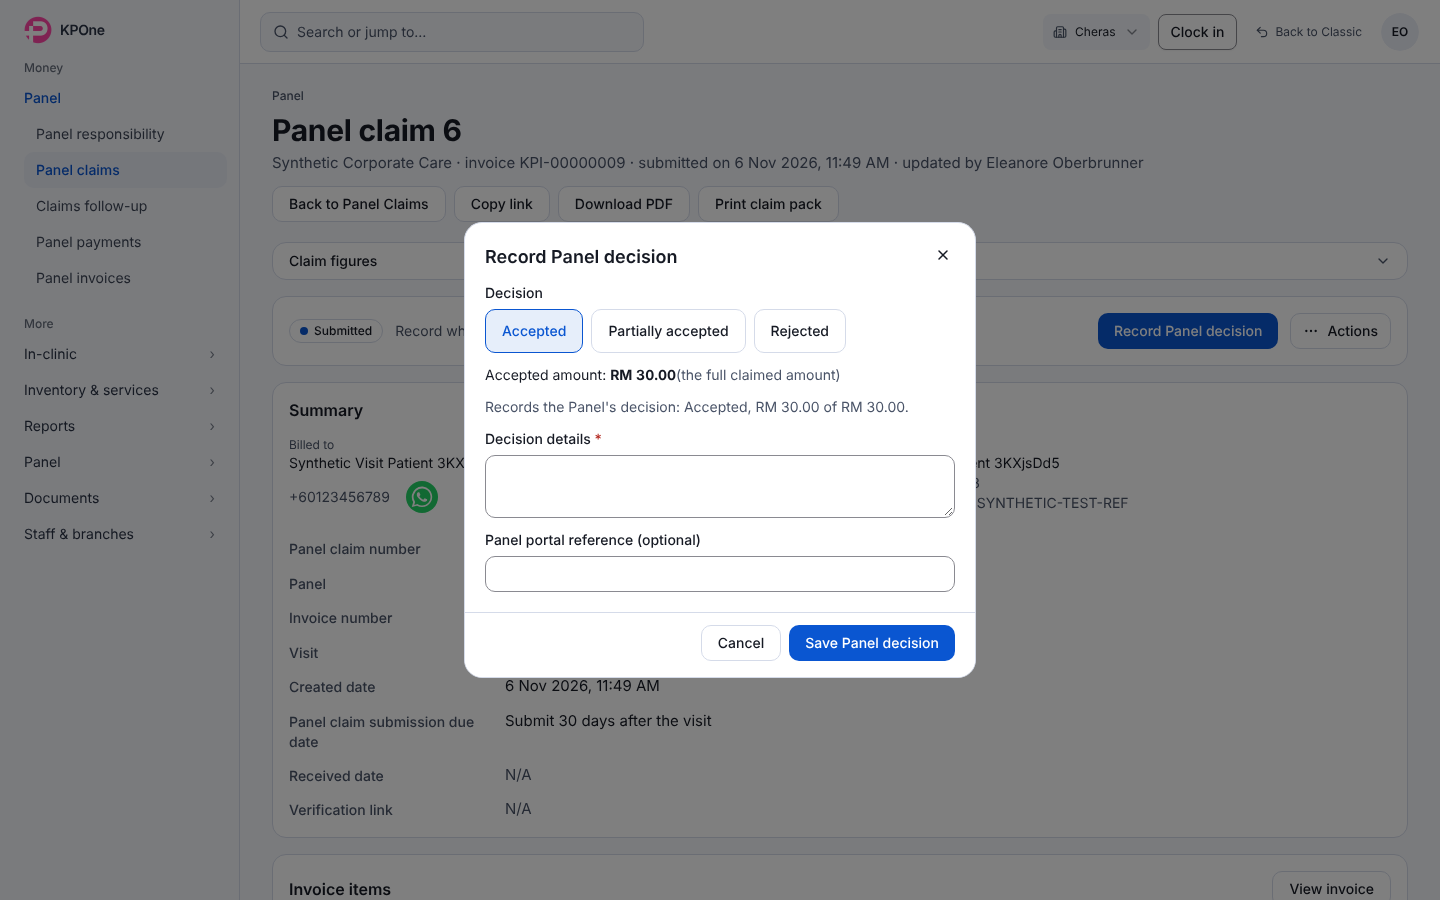 KPOne
Search or jump to...
Cheras
Clock in
Back to Classic
EO
Money
Panel
Panel responsibility
Panel claims
Claims follow-up
Panel payments
Panel invoices
More
In-clinic
Inventory & services
Reports
Panel
Documents
Staff & branches
Panel
Panel claim 6
Synthetic Corporate Care · invoice KPI-00000009 · submitted on 6 Nov 2026, 11:49 AM · updated by Eleanore Oberbrunner
Back to Panel Claims
Copy link
Download PDF
Print claim pack
Claim figures
Submitted
Record
Record Panel decision
Actions
Summary
Billed to
Synthetic Visit Patient 3KX
nt 3KXjsDd5
+60123456789
SYNTHETIC-TEST-REF
Panel claim number
Panel
Invoice number
Visit
Created date
6 Nov 2026, 11:49 AM
Panel claim submission due date
Submit 30 days after the visit
Received date
N/A
Verification link
N/A
Invoice items
View invoice
Record Panel decision
Decision
Accepted
Partially accepted
Rejected
Accepted amount: RM 30.00(the full claimed amount)
Records the Panel's decision: Accepted, RM 30.00 of RM 30.00.
Decision details *
Panel portal reference (optional)
Cancel
Save Panel decision